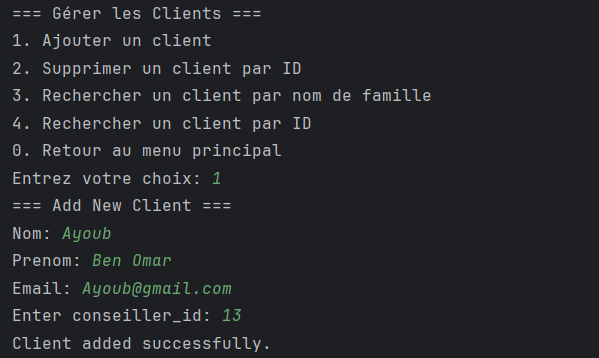 === Gérer les Clients ===
1. Ajouter un client
2. Supprimer un client par ID
3. Rechercher un client par nom de famille
4. Rechercher un client par ID
0. Retour au menu principal
Entrez votre choix: 1
=== Add New Client ===
Nom: Ayoub
Prenom: Ben Omar
Email: Ayoub@gmail.com
Enter conseiller_id: 13
Client added successfully.